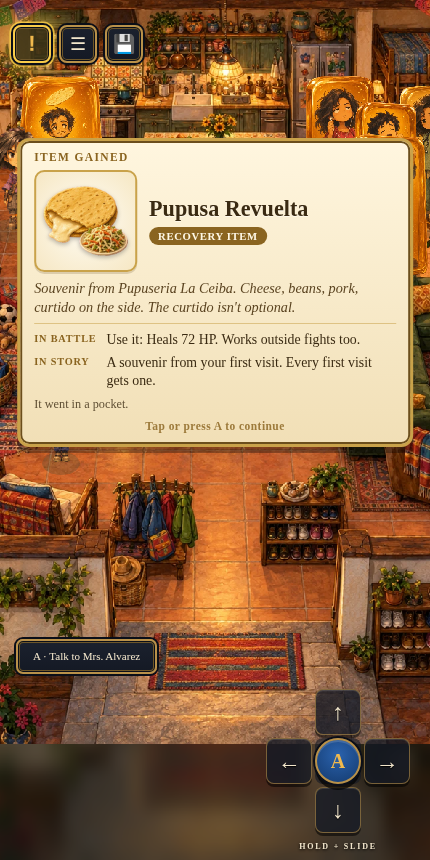 !
☰
💾
ITEM GAINED
Pupusa Revuelta
RECOVERY ITEM
Souvenir from Pupuseria La Ceiba. Cheese, beans, pork,
curtido on the side. The curtido isn't optional.
IN BATTLE Use it: Heals 72 HP. Works outside fights too.
IN STORY A souvenir from your first visit. Every first visit
gets one.
It went in a pocket.
Tap or press A to continue
A · Talk to Mrs. Alvarez
↑
← A →
↓
HOLD + SLIDE